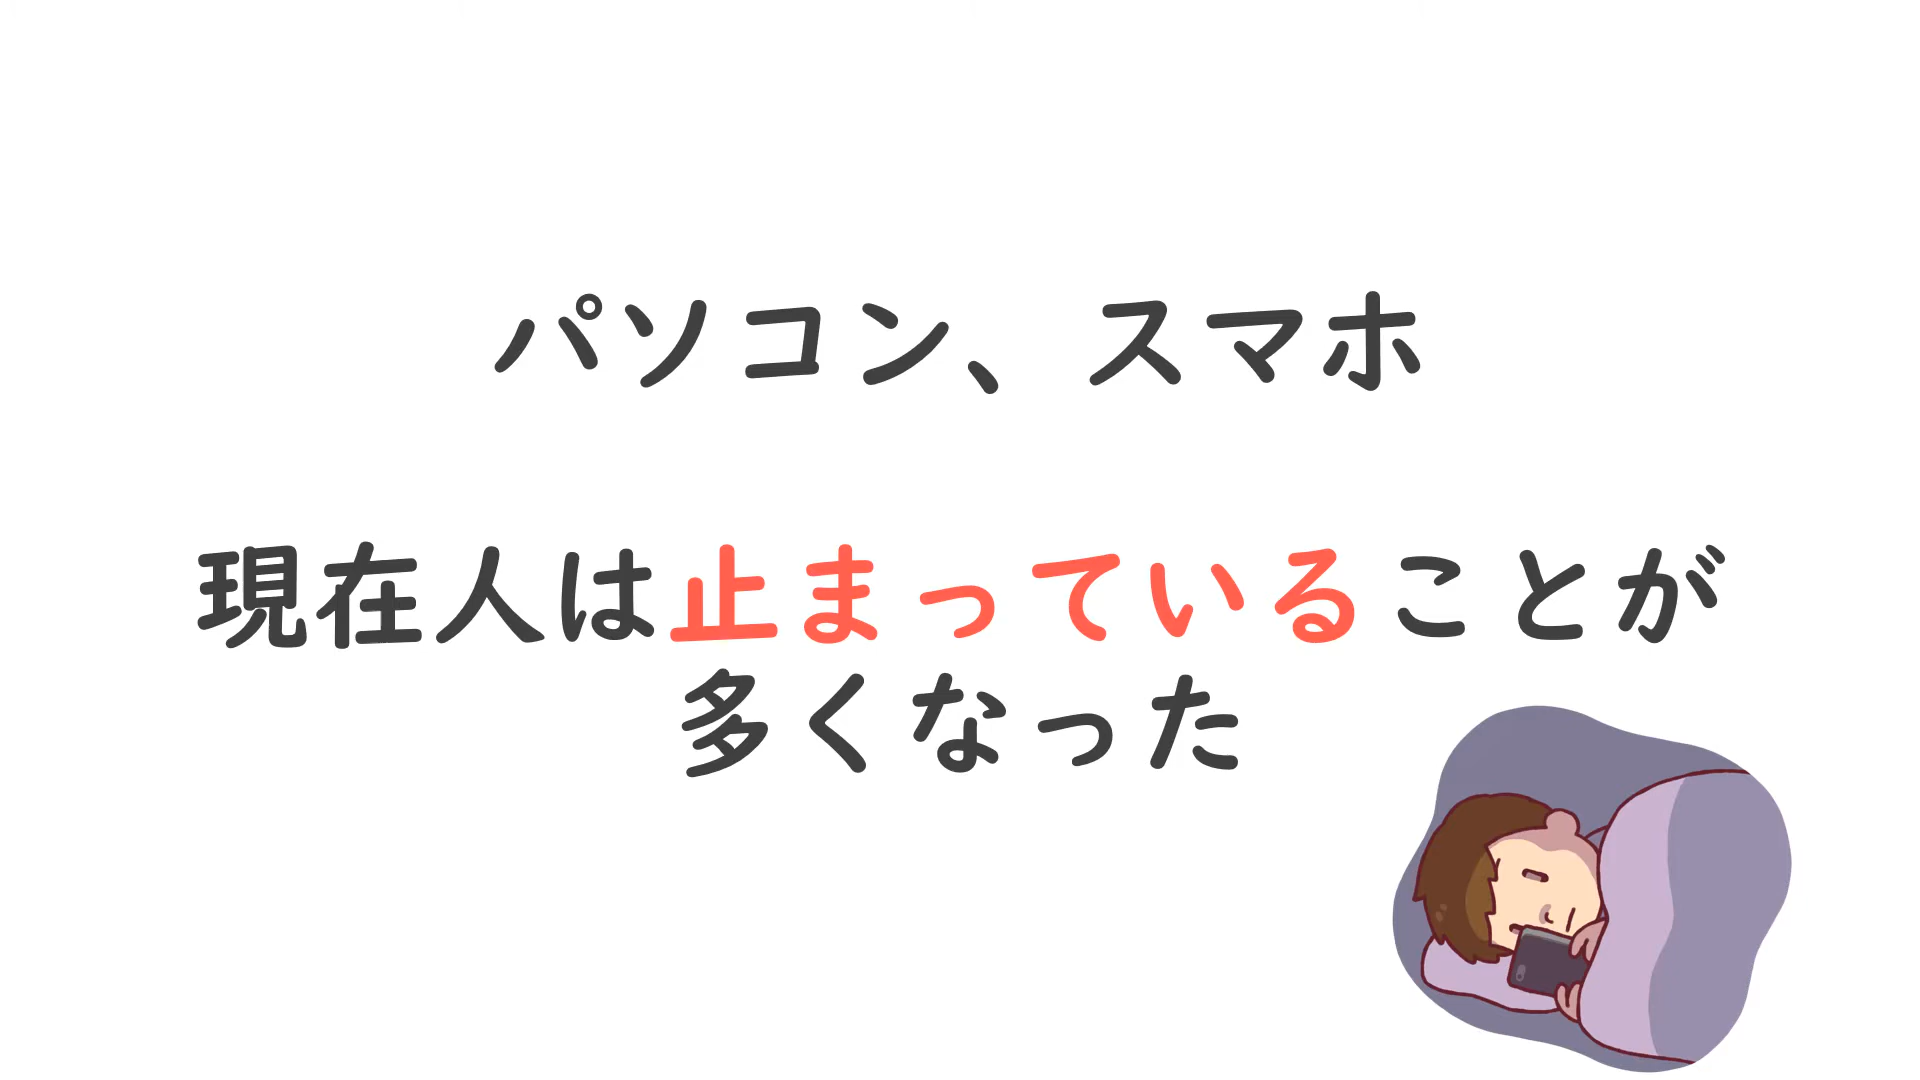 パソコン、スマホ
現在人は止まっていることが
多くなった